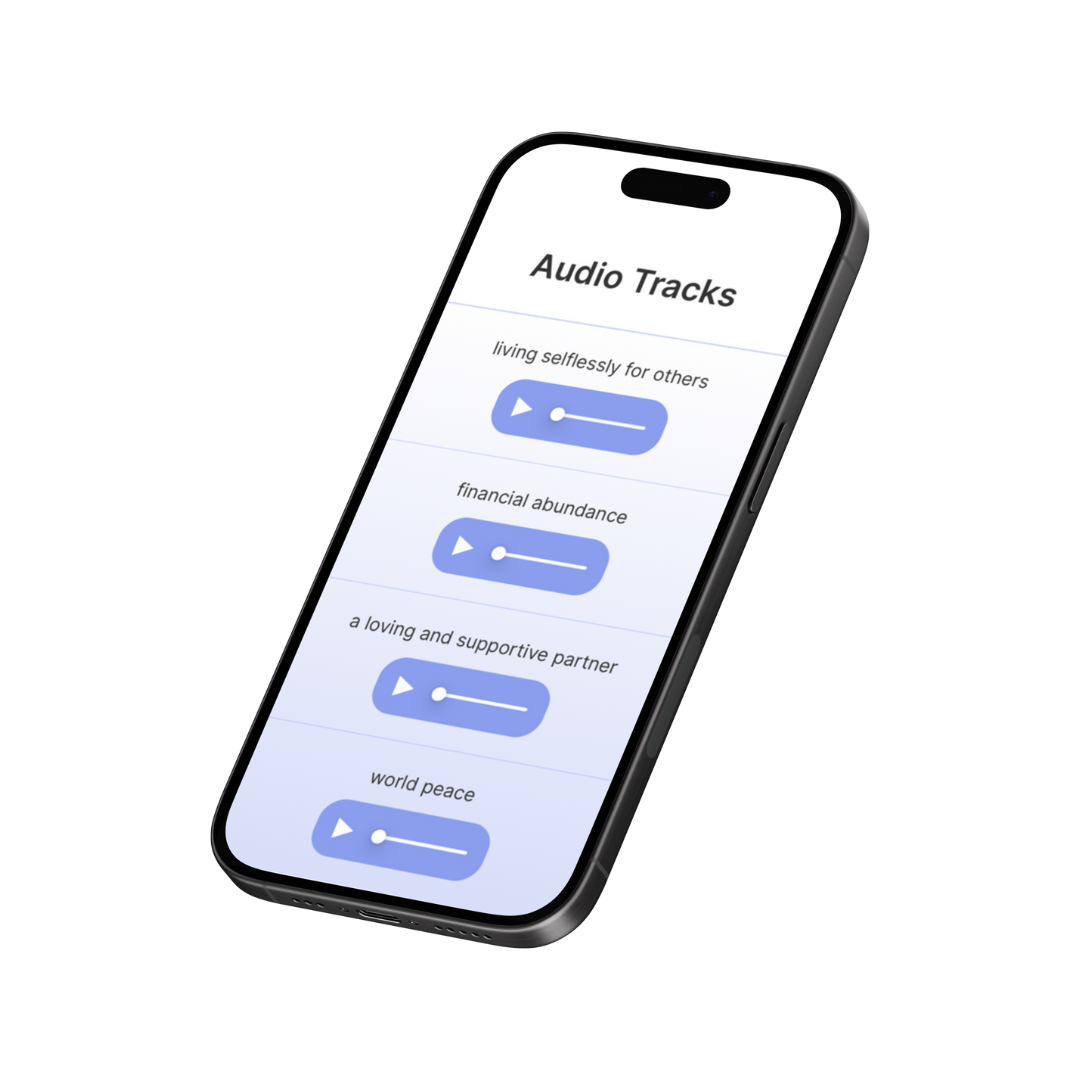 Audio Tracks
living selflessly for others
financial abundance
a loving and supportive partner
world peace